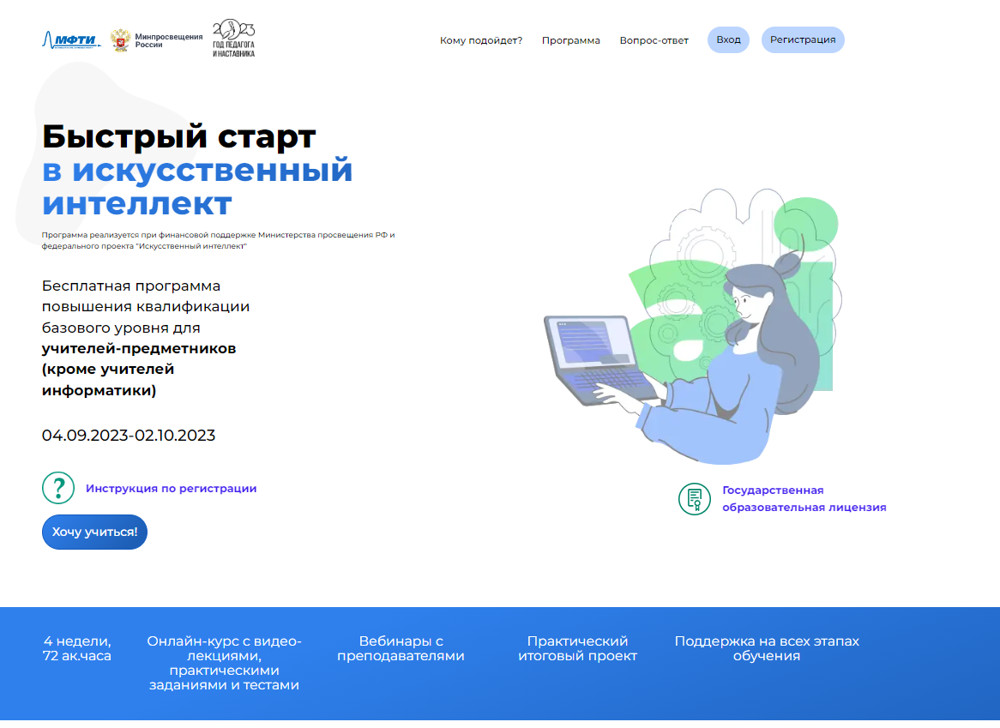 МФТИ
Минпросвещения
России
2023
ГОД ПЕДАГОГА
И НАСТАВНИКА
Кому подойдет?
Программа
Вопрос-ответ
Вход
Регистрация
Быстрый старт
в искусственный
интеллект
Программа реализуется при финансовой поддержке Министерства просвещения РФ и
федерального проекта "Искусственный интеллект"
Бесплатная программа
повышения квалификации
базового уровня для
учителей-предметников
(кроме учителей
информатики)
04.09.2023-02.10.2023
ai
?
Инструкция по регистрации
Государственная
образовательная лицензия
Хочу учиться!
4 недели,
72 ак.часа
Онлайн-курс с видео-
лекциями,
практическими
заданиями и тестами
Вебинары с
преподавателями
Практический
итоговый проект
Поддержка на всех этапах
обучения